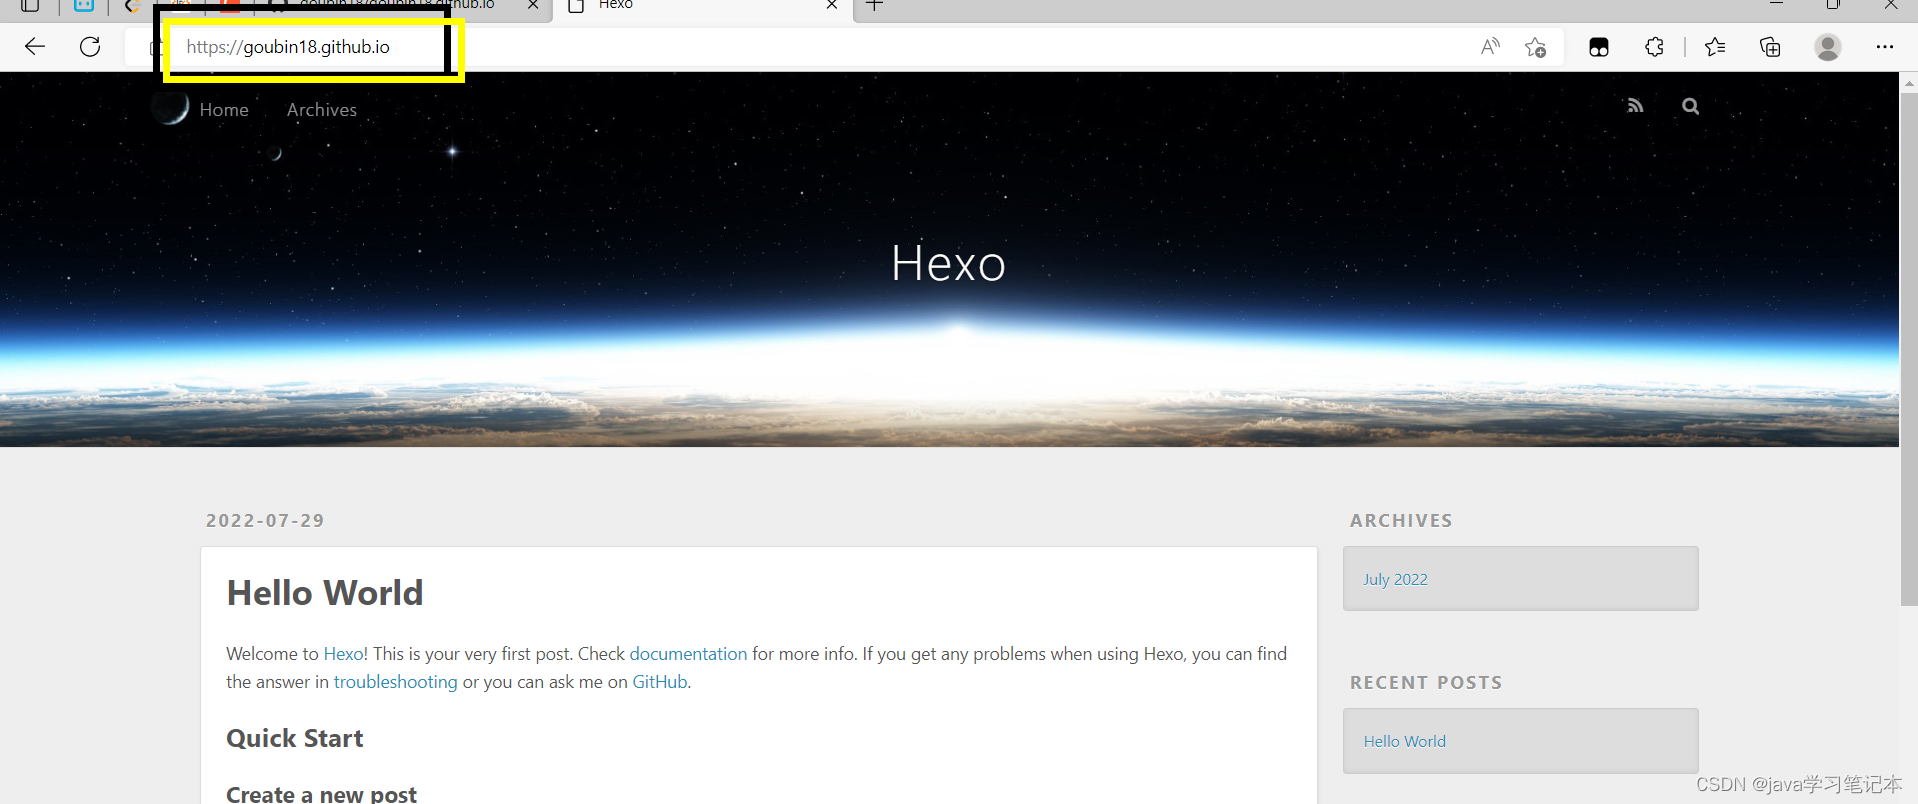 goubin18/goubin18.github.io
Hexo
https://goubin18.github.io
Home Archives
Hexo
2022-07-29
Hello World
Welcome to Hexo! This is your very first post. Check documentation for more info. If you get any problems when using Hexo, you can find
the answer in troubleshooting or you can ask me on GitHub.
Quick Start
Create a new post
ARCHIVES
July 2022
RECENT POSTS
Hello World
CSDN @java学习笔记本